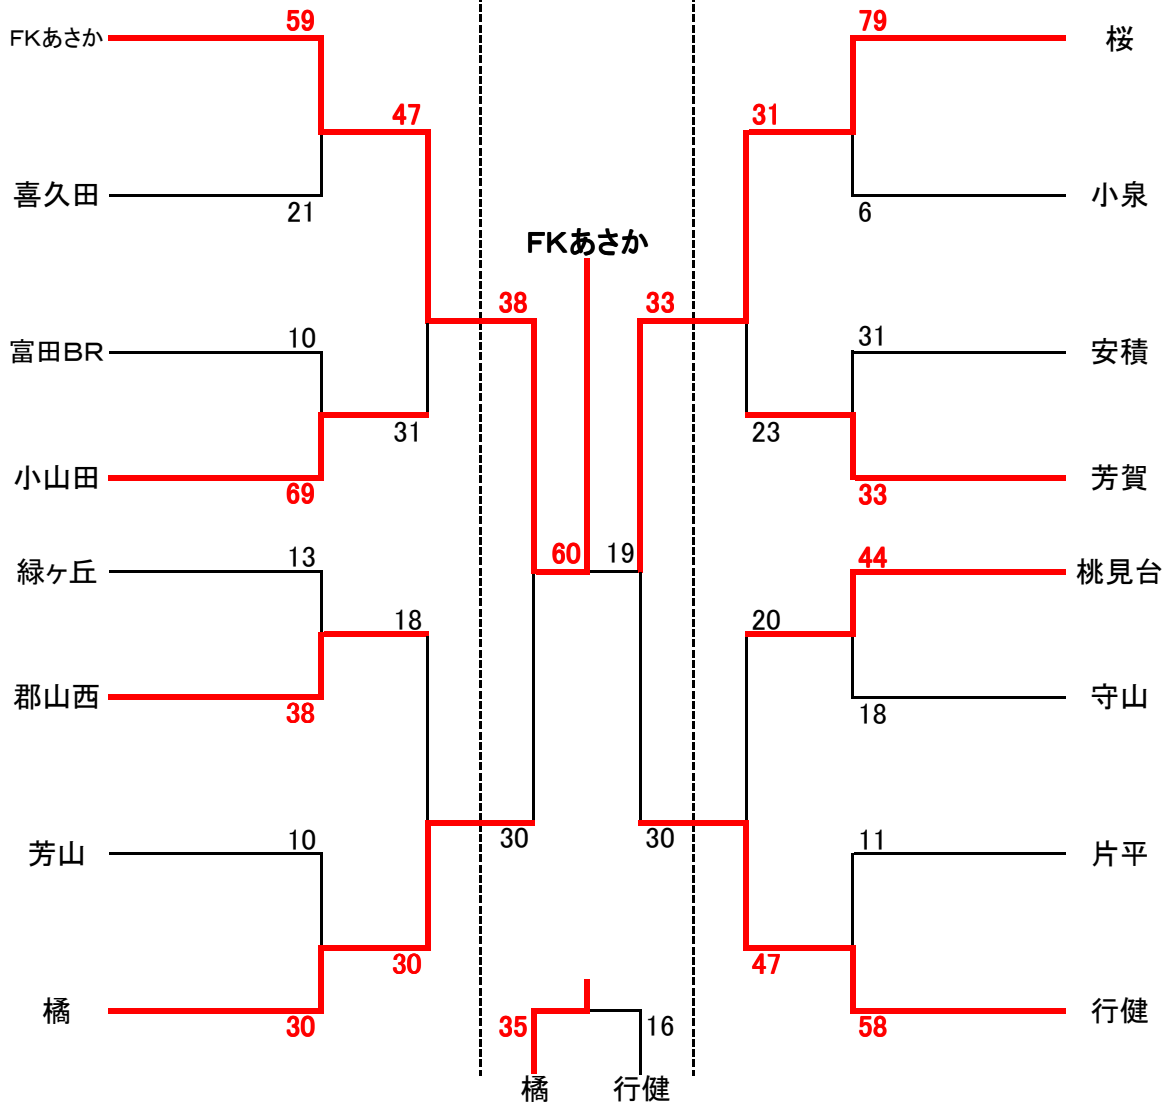 59
79
FKあさか
桜
47
31
喜久田
21
6
小泉
FKあさか
38
33
富田BR
10
31
安積
31
23
小山田
69
33
芳賀
緑ヶ丘
13
60
19
44
桃見台
18
20
郡山西
38
18
守山
芳山
10
30
30
11
片平
30
47
橘
30
35
16
58
行健
橘
行健